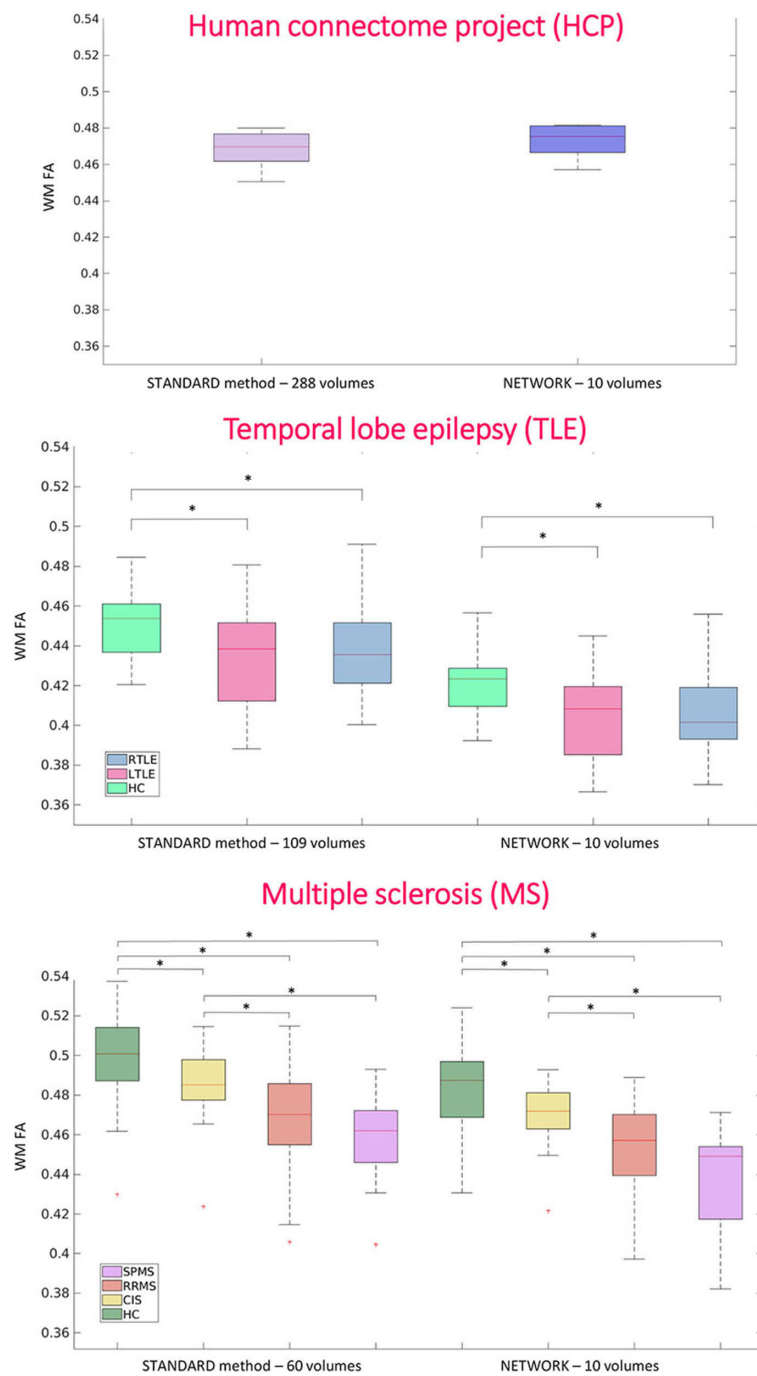 Human connectome project (HCP)
0.54
0.52
0.5
0.48
0.46
0.44
0.42
0.4
0.38
0.36
WM FA
STANDARD method – 288 volumes
NETWORK – 10 volumes
Temporal lobe epilepsy (TLE)
0.54
0.52
0.5
0.48
0.46
0.44
0.42
0.4
0.38
0.36
WM FA
*
*
*
*
RTLE
LTLE
HC
STANDARD method – 109 volumes
NETWORK – 10 volumes
Multiple sclerosis (MS)
0.54
0.52
0.5
0.48
0.46
0.44
0.42
0.4
0.38
0.36
WM FA
*
*
*
*
*
*
*
*
*
*
SPMS
RRMS
CIS
HC
STANDARD method – 60 volumes
NETWORK – 10 volumes